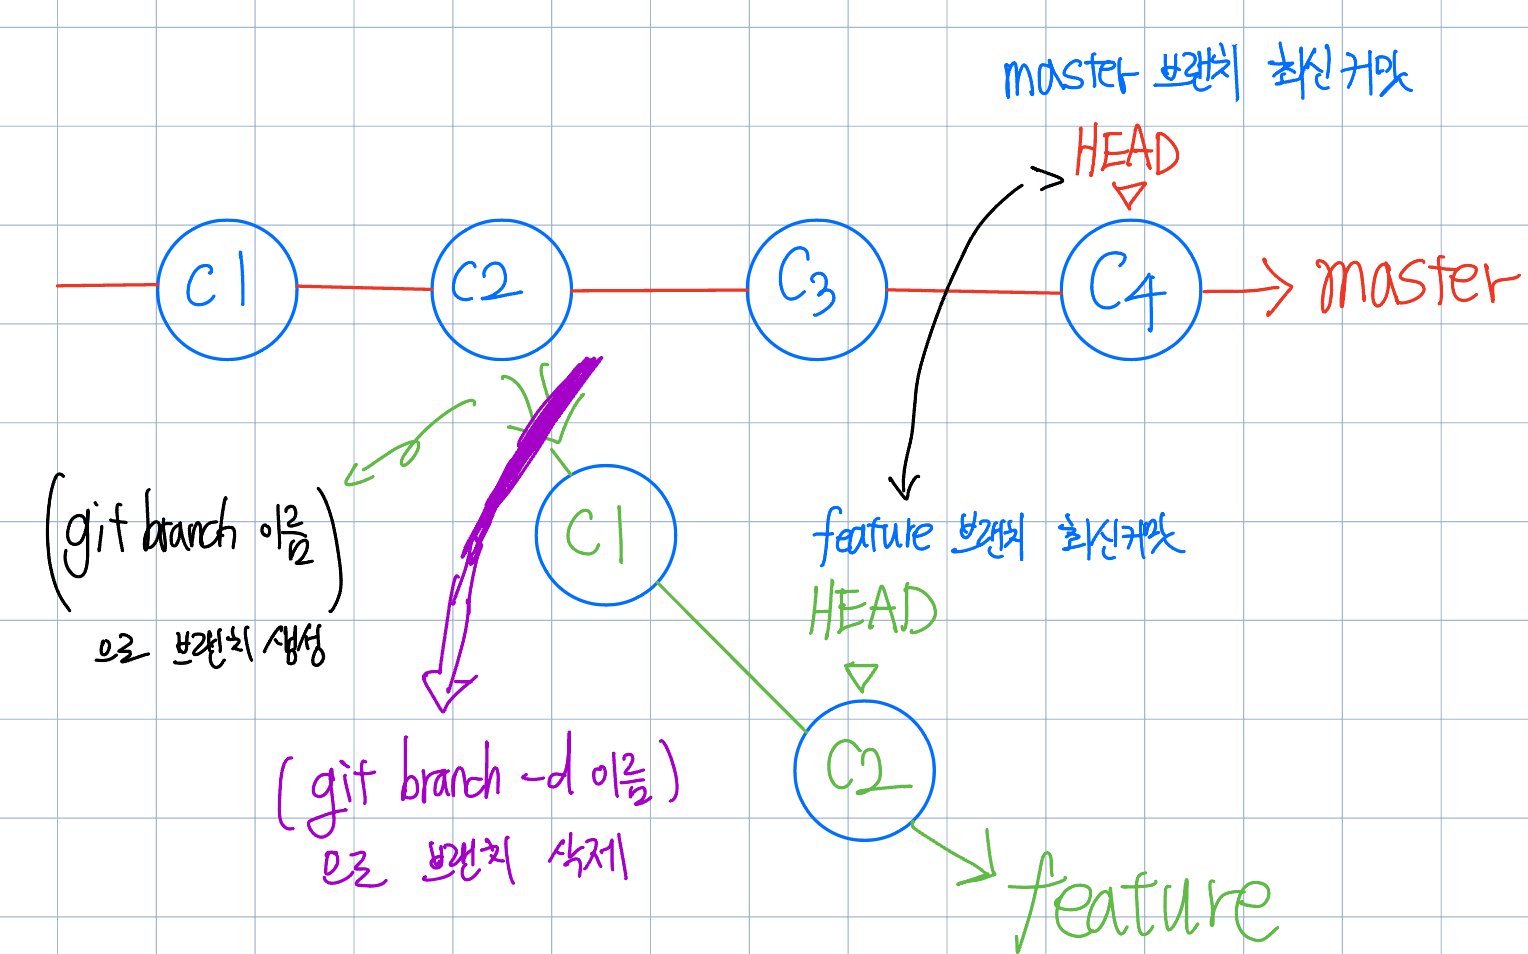 master 브랜치 최신커밋
HEAD
C1
C2
C3
C4
master
(git branch 이름)
으로 브랜치 생성
C1
feature 브랜치 최신커밋
HEAD
C2
(git branch -d 이름)
으로 브랜치 삭제
feature